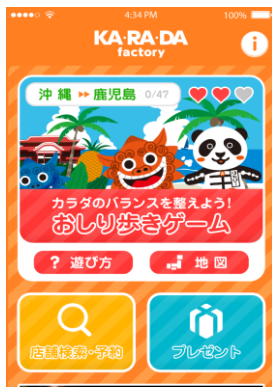 4:34 PM 100%
KA·RA·DA
factory
i
沖縄 ▸▸ 鹿児島 0/47
カラダのバランスを整えよう!
おしり歩きゲーム
? 遊び方
地図
店舗検索・予約
プレゼント